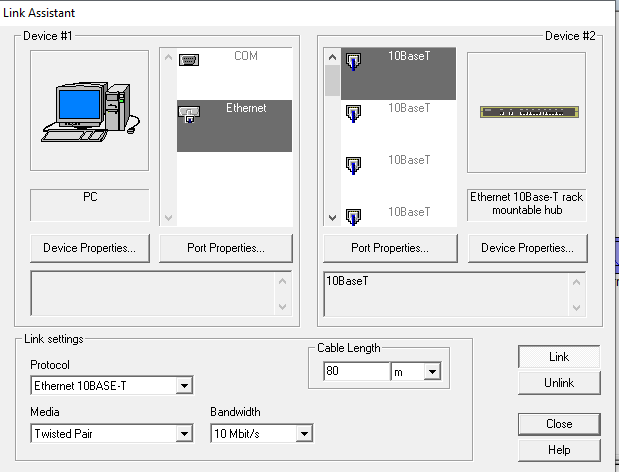 Link Assistant
Device #1
COM
Ethernet
PC
Device Properties...
Port Properties...
Device #2
10BaseT
10BaseT
10BaseT
10BaseT
Ethernet 10Base-T rack
mountable hub
Port Properties...
Device Properties...
10BaseT
Link settings
Protocol
Ethernet 10BASE-T
Media
Twisted Pair
Bandwidth
10 Mbit/s
Cable Length
80
m
Link
Unlink
Close
Help